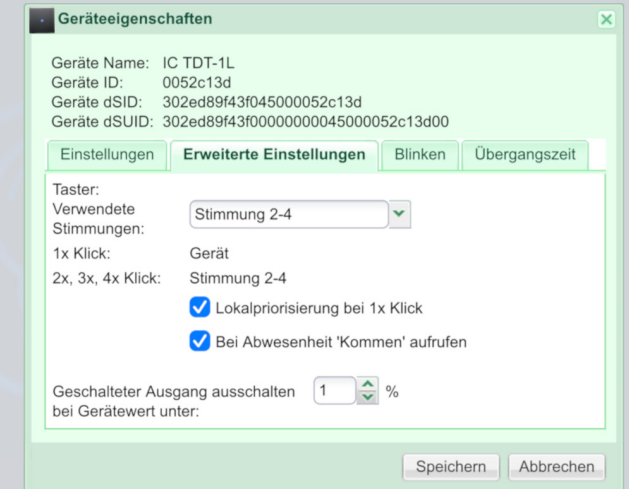 Geräteeigenschaften
Geräte Name: IC TDT-1L
Geräte ID: 0052c13d
Geräte dSID: 302ed89f43f045000052c13d
Geräte dSUID: 302ed89f43f00000000045000052c13d00
Einstellungen Erweiterte Einstellungen Blinken Übergangszeit
Taster:
Verwendete
Stimmungen:
Stimmung 2-4
1x Klick: Gerät
2x, 3x, 4x Klick: Stimmung 2-4
Lokalpriorisierung bei 1x Klick
Bei Abwesenheit 'Kommen' aufrufen
Geschalteter Ausgang ausschalten
bei Gerätewert unter:
1 %
Speichern Abbrechen